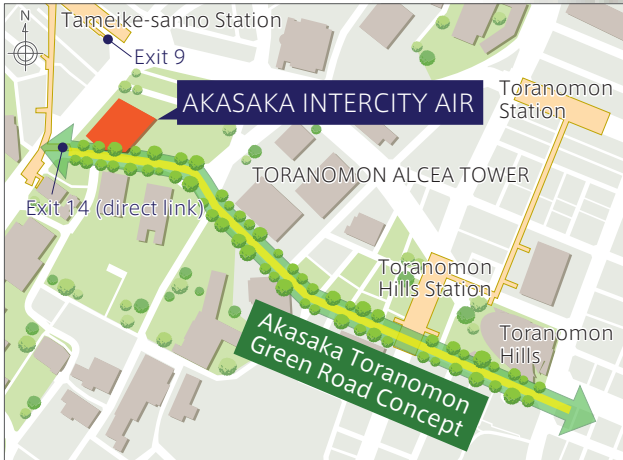 N
Tameike-sanno Station
Exit 9
AKASAKA INTERCITY AIR
Toranomon
Station
TORANOMON ALCEA TOWER
Exit 14 (direct link)
Toranomon
Hills Station
Akasaka Toranomon
Green Road Concept
Toranomon
Hills